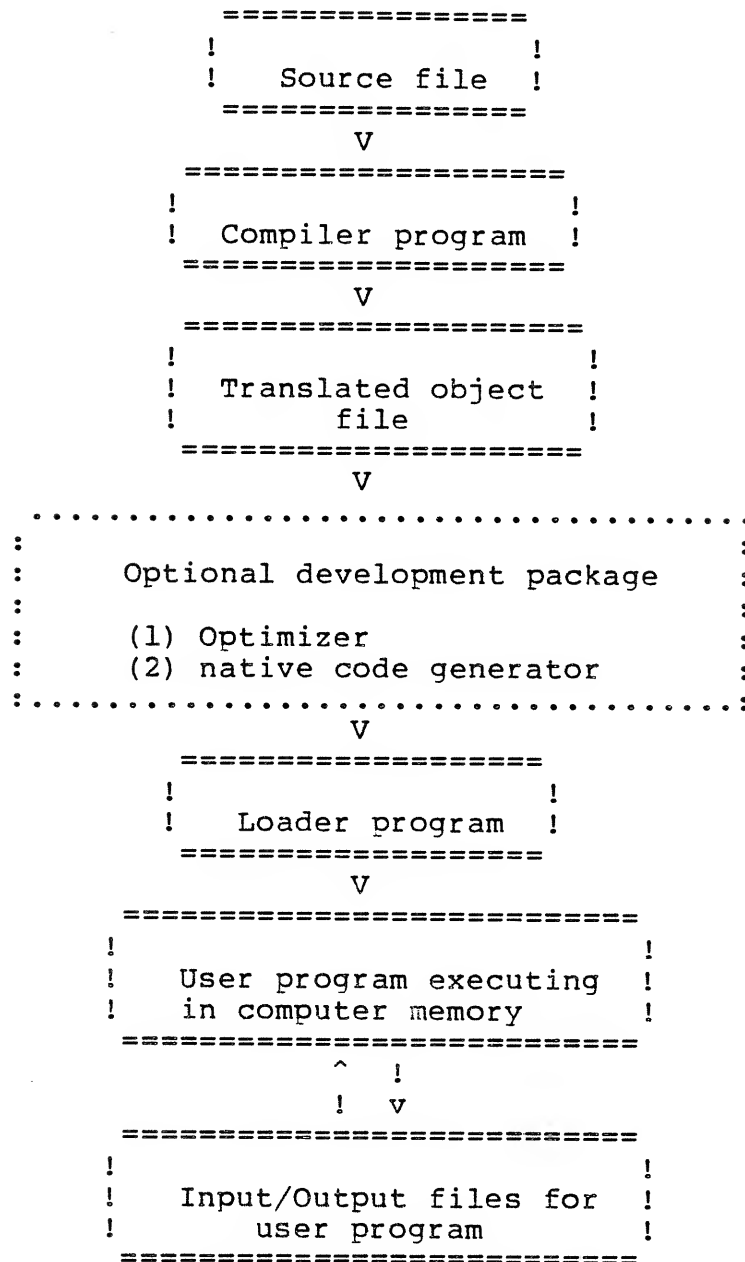 ================
!                !
!   Source file  !
================
V
====================
!                    !
!  Compiler program  !
====================
V
=====================
!                     !
!  Translated object  !
!        file         !
=====================
V
......................................
:                                      :
:     Optional development package     :
:                                      :
:     (1) Optimizer                    :
:     (2) native code generator        :
:......................................:
V
===================
!                   !
!   Loader program  !
===================
V
===========================
!                           !
!   User program executing  !
!   in computer memory      !
===========================
^  !
!  v
===========================
!                           !
!   Input/Output files for  !
!       user program        !
===========================